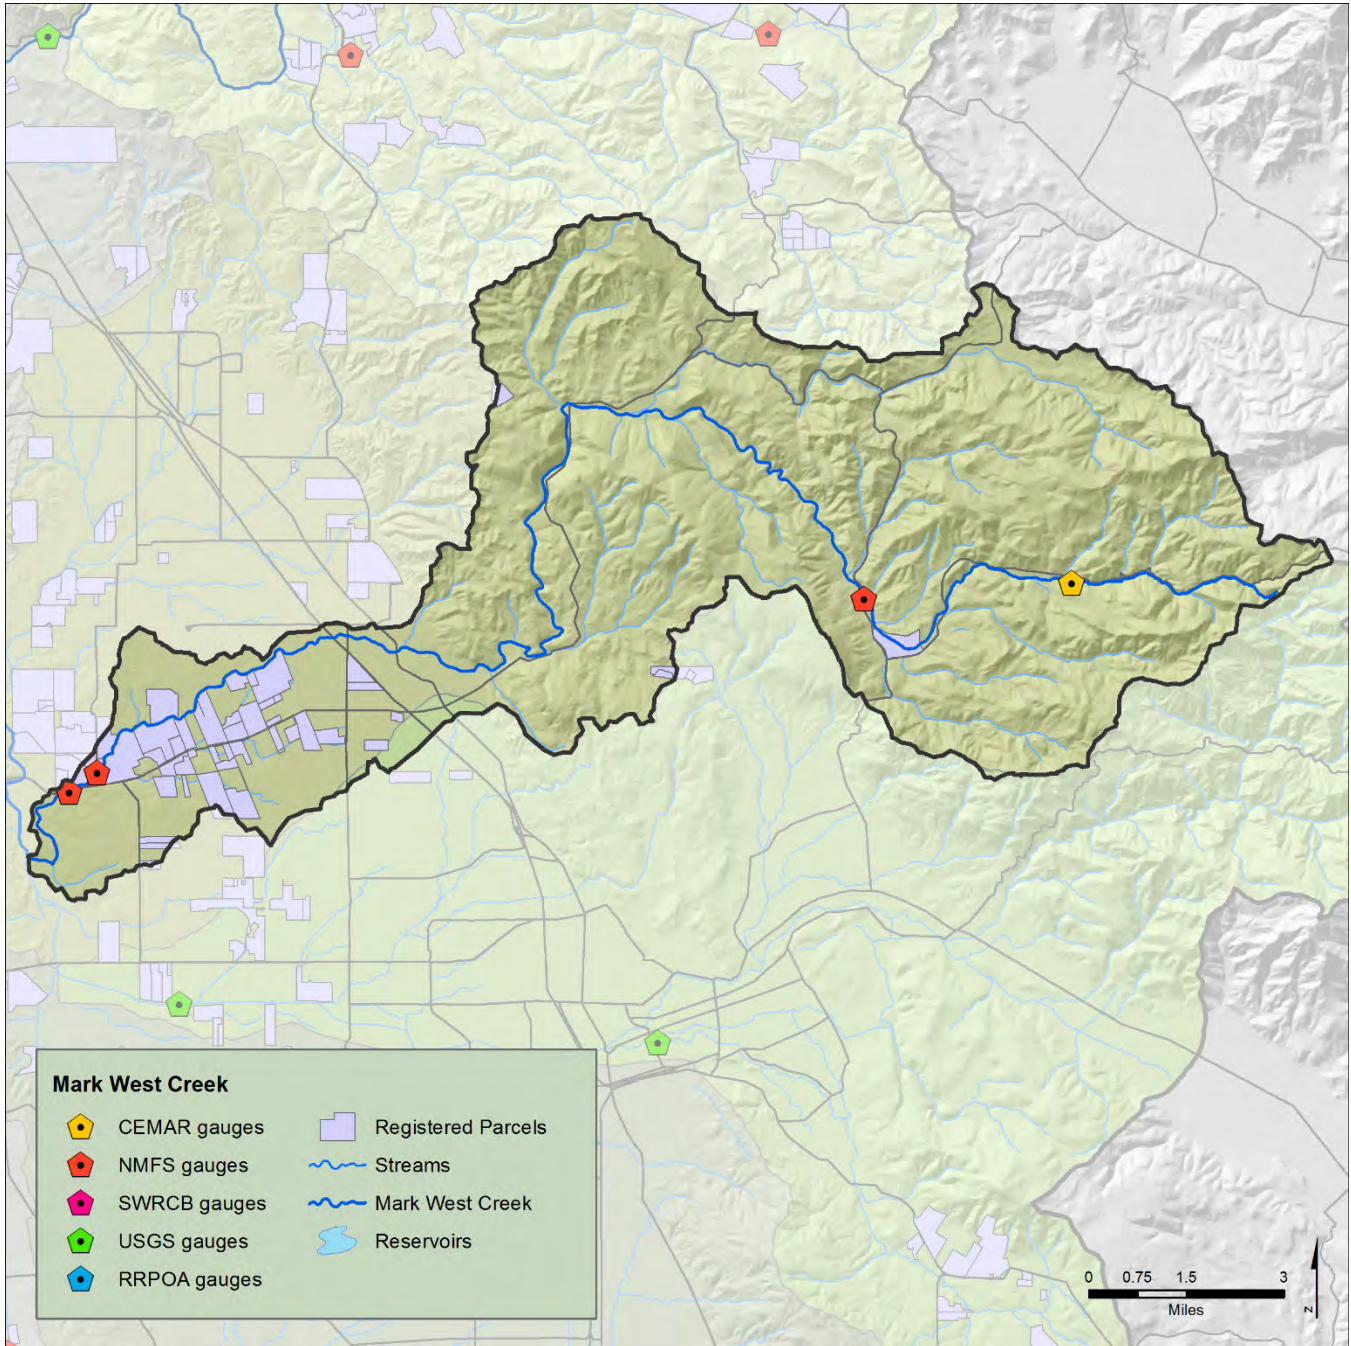 Mark West Creek
CEMAR gauges
NMFS gauges
SWRCB gauges
USGS gauges
RRPOA gauges
Registered Parcels
Streams
Mark West Creek
Reservoirs
0 0.75 1.5 3
Miles
N